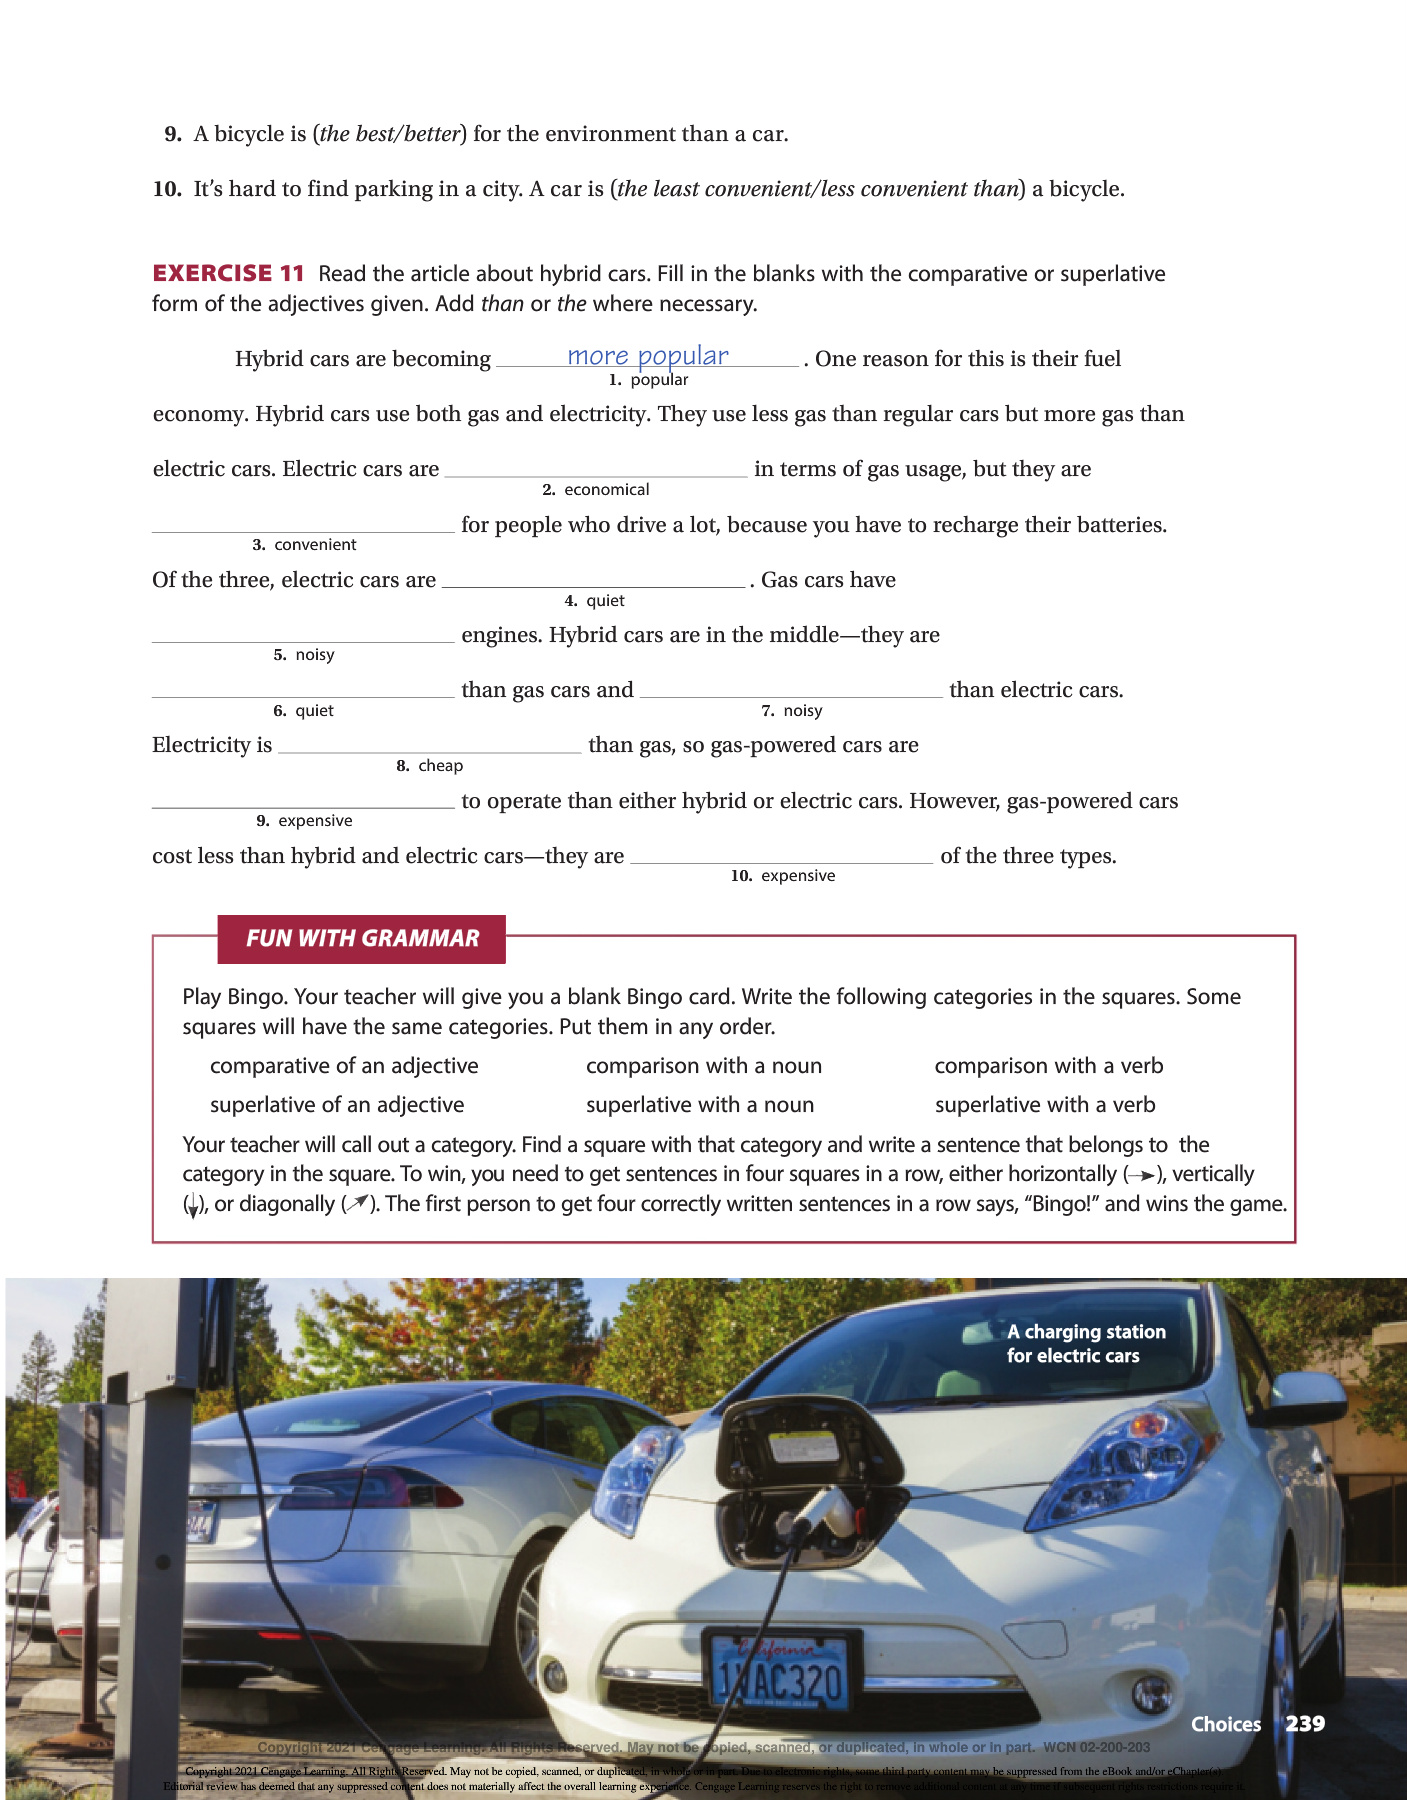 9. A bicycle is (the best/better) for the environment than a car.
10. It's hard to find parking in a city. A car is (the least convenient/less convenient than) a bicycle.
EXERCISE 11 Read the article about hybrid cars. Fill in the blanks with the comparative or superlative
form of the adjectives given. Add than or the where necessary.
Hybrid cars are becoming more popular. One reason for this is their fuel
1. popular
economy. Hybrid cars use both gas and electricity. They use less gas than regular cars but more gas than
electric cars. Electric cars are ____ in terms of gas usage, but they are
2. economical
____ for people who drive a lot, because you have to recharge their batteries.
3. convenient
Of the three, electric cars are ____. Gas cars have
4. quiet
____ engines. Hybrid cars are in the middle—they are
5. noisy
____ than gas cars and ____ than electric cars.
6. quiet 7. noisy
Electricity is ____ than gas, so gas-powered cars are
8. cheap
____ to operate than either hybrid or electric cars. However, gas-powered cars
9. expensive
cost less than hybrid and electric cars—they are ____ of the three types.
10. expensive
FUN WITH GRAMMAR
Play Bingo. Your teacher will give you a blank Bingo card. Write the following categories in the squares. Some
squares will have the same categories. Put them in any order.
comparative of an adjective comparison with a noun comparison with a verb
superlative of an adjective superlative with a noun superlative with a verb
Your teacher will call out a category. Find a square with that category and write a sentence that belongs to the
category in the square. To win, you need to get sentences in four squares in a row, either horizontally (→), vertically
(↓), or diagonally (↗). The first person to get four correctly written sentences in a row says, "Bingo!" and wins the game.
A charging station
for electric cars
California
1VAC320
Choices 239
Copyright 2021 Cengage Learning. All Rights Reserved. May not be copied, scanned, or duplicated, in whole or in part. WCN 02-200-203
Copyright 2021 Cengage Learning. All Rights Reserved. May not be copied, scanned, or duplicated, in whole or in part. Due to electronic rights, some third party content may be suppressed from the eBook and/or eChapter(s).
Editorial review has deemed that any suppressed content does not materially affect the overall learning experience. Cengage Learning reserves the right to remove additional content at any time if subsequent rights restrictions require it.